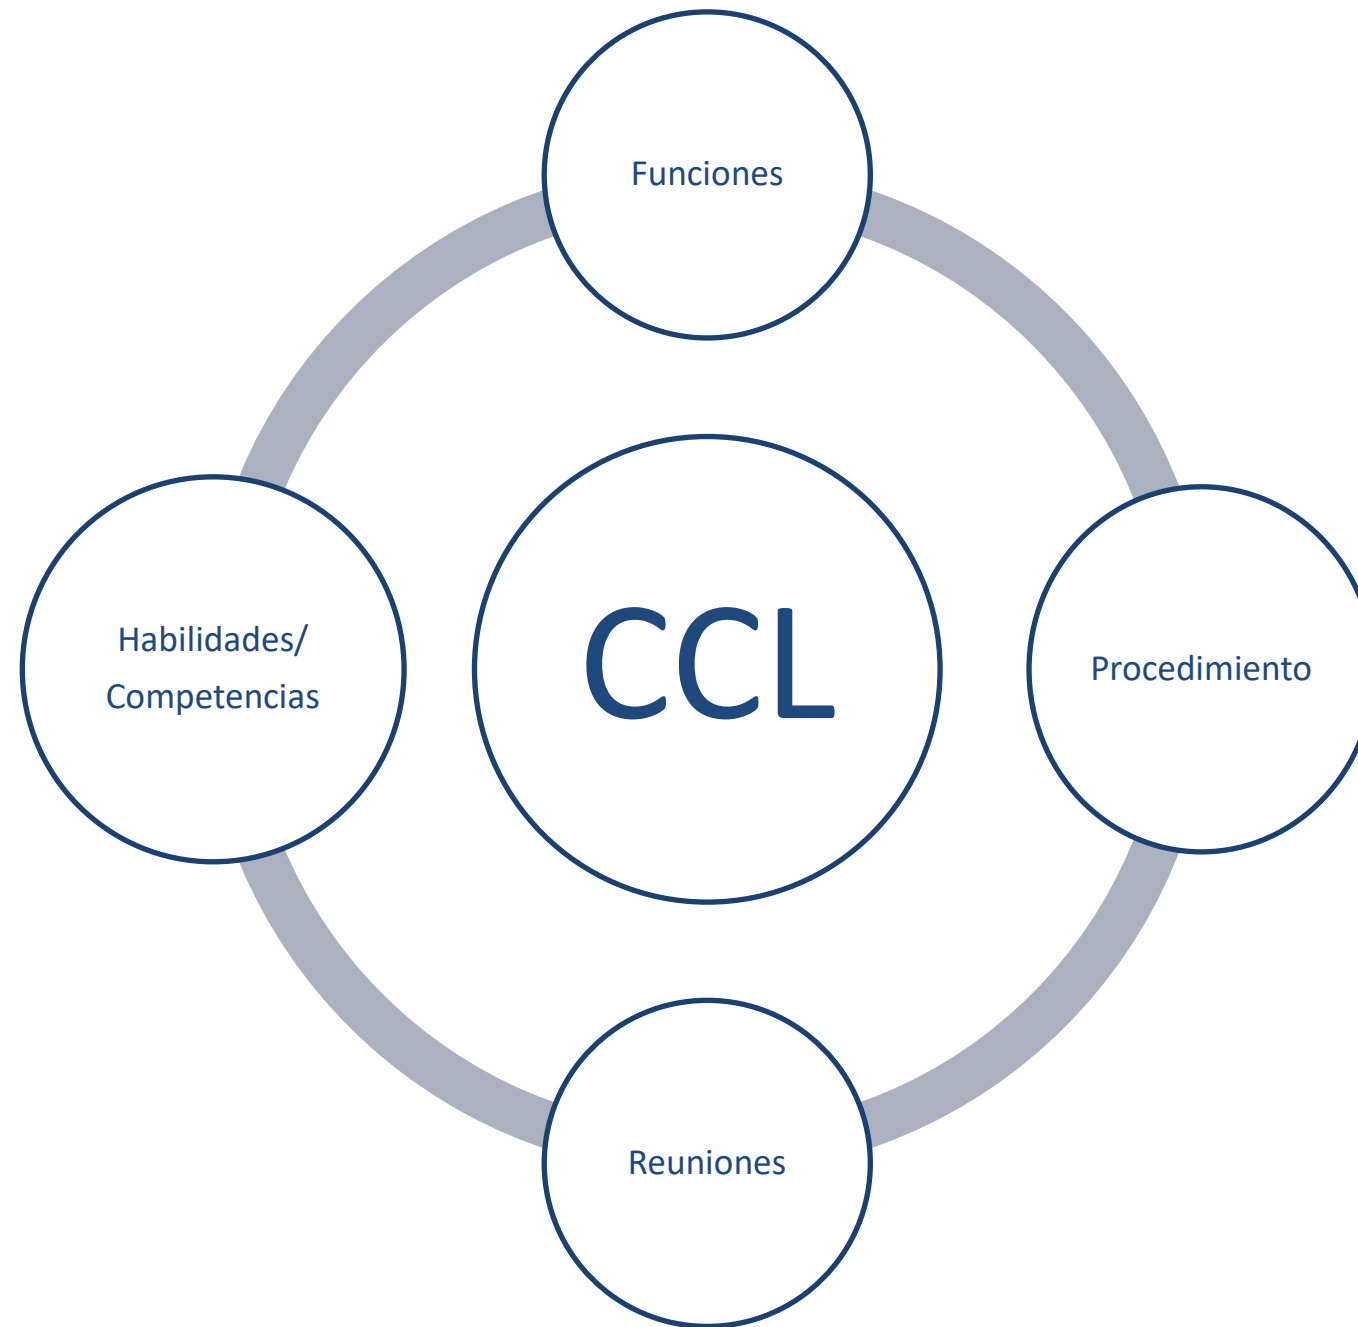 Funciones
Habilidades/
Competencias
CCL
Procedimiento
Reuniones